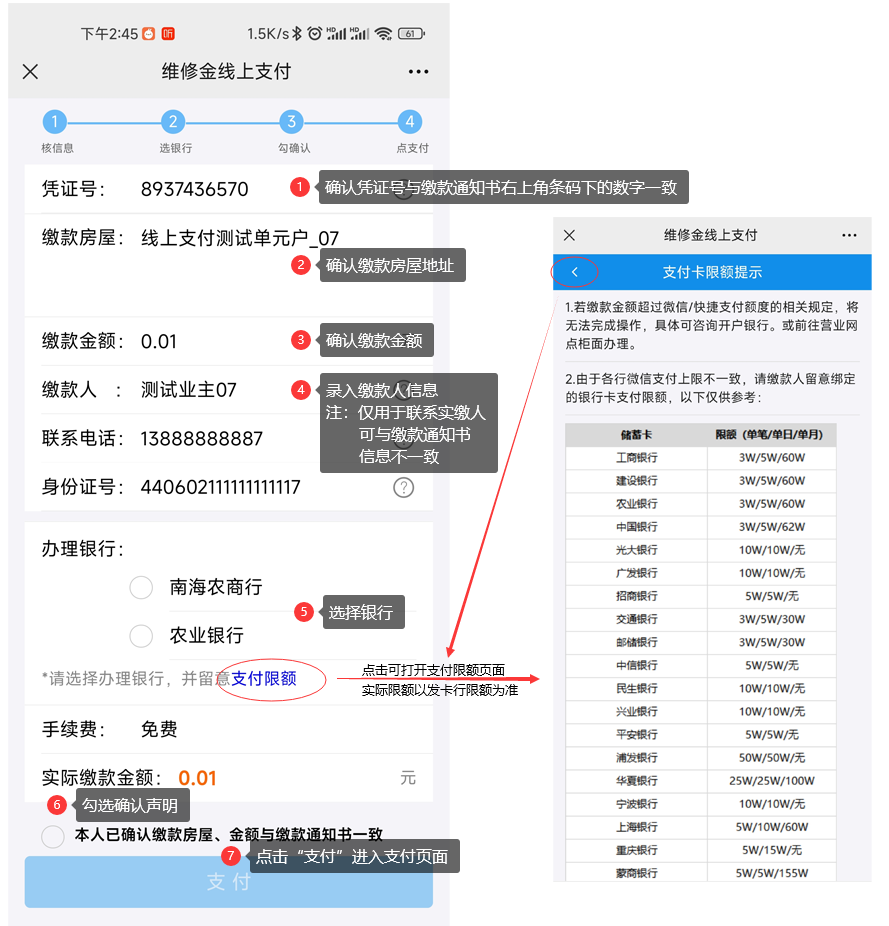 下午2:45
听
1.5K/s
HD
HD
61
维修金线上支付
1
2
3
4
核信息
选银行
勾确认
点支付
凭证号：
8937436570
1
确认凭证号与缴款通知书右上角条码下的数字一致
缴款房屋：
线上支付测试单元户_07
2
确认缴款房屋地址
缴款金额：
0.01
3
确认缴款金额
缴款人 ：
测试业主07
4
录入缴款人信息
注：仅用于联系实缴人
可与缴款通知书
信息不一致
联系电话：
13888888887
身份证号：
440602111111111117
?
办理银行：
南海农商行
5
选择银行
农业银行
*请选择办理银行，并留意支付限额
点击可打开支付限额页面
实际限额以发卡行限额为准
手续费：
免费
实际缴款金额：
0.01
元
6
勾选确认声明
本人已确认缴款房屋、金额与缴款通知书一致
7
点击“支付”进入支付页面
支付
维修金线上支付
支付卡限额提示
1.若缴款金额超过微信/快捷支付额度的相关规定，将
无法完成操作，具体可咨询开户银行。或前往营业网
点柜面办理。
2.由于各行微信支付上限不一致，请缴款人留意绑定
的银行卡支付限额，以下仅供参考：
储蓄卡 限额（单笔/单日/单月）
工商银行 3W/5W/60W
建设银行 3W/5W/60W
农业银行 3W/5W/60W
中国银行 3W/5W/62W
光大银行 10W/10W/无
广发银行 10W/10W/无
招商银行 5W/5W/无
交通银行 3W/5W/30W
邮储银行 3W/5W/30W
中信银行 5W/5W/无
民生银行 10W/10W/无
兴业银行 10W/10W/无
平安银行 5W/5W/无
浦发银行 50W/50W/无
华夏银行 25W/25W/100W
宁波银行 10W/10W/无
上海银行 5W/10W/60W
重庆银行 5W/15W/无
蒙商银行 5W/5W/155W